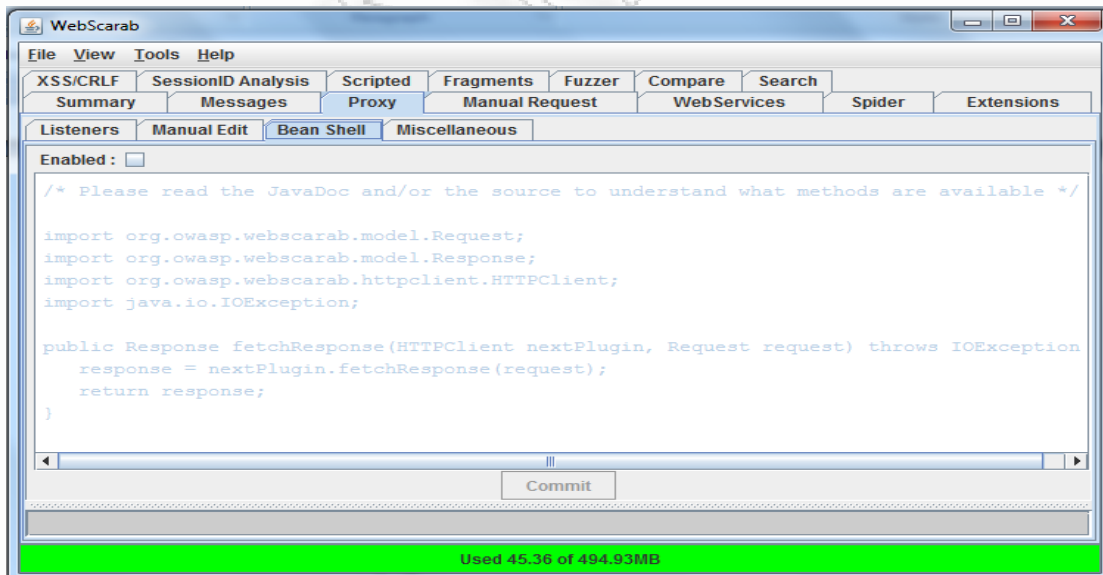 WebScarab
File View Tools Help
XSS/CRLF SessionID Analysis Scripted Fragments Fuzzer Compare Search
Summary Messages Proxy Manual Request WebServices Spider Extensions
Listeners Manual Edit Bean Shell Miscellaneous
Enabled :
/* Please read the JavaDoc and/or the source to understand what methods are available */
import org.owasp.webscarab.model.Request;
import org.owasp.webscarab.model.Response;
import org.owasp.webscarab.httpclient.HTTPClient;
import java.io.IOException;
public Response fetchResponse(HTTPClient nextPlugin, Request request) throws IOException
response = nextPlugin.fetchResponse(request);
return response;
}
Commit
Used 45.36 of 494.93MB